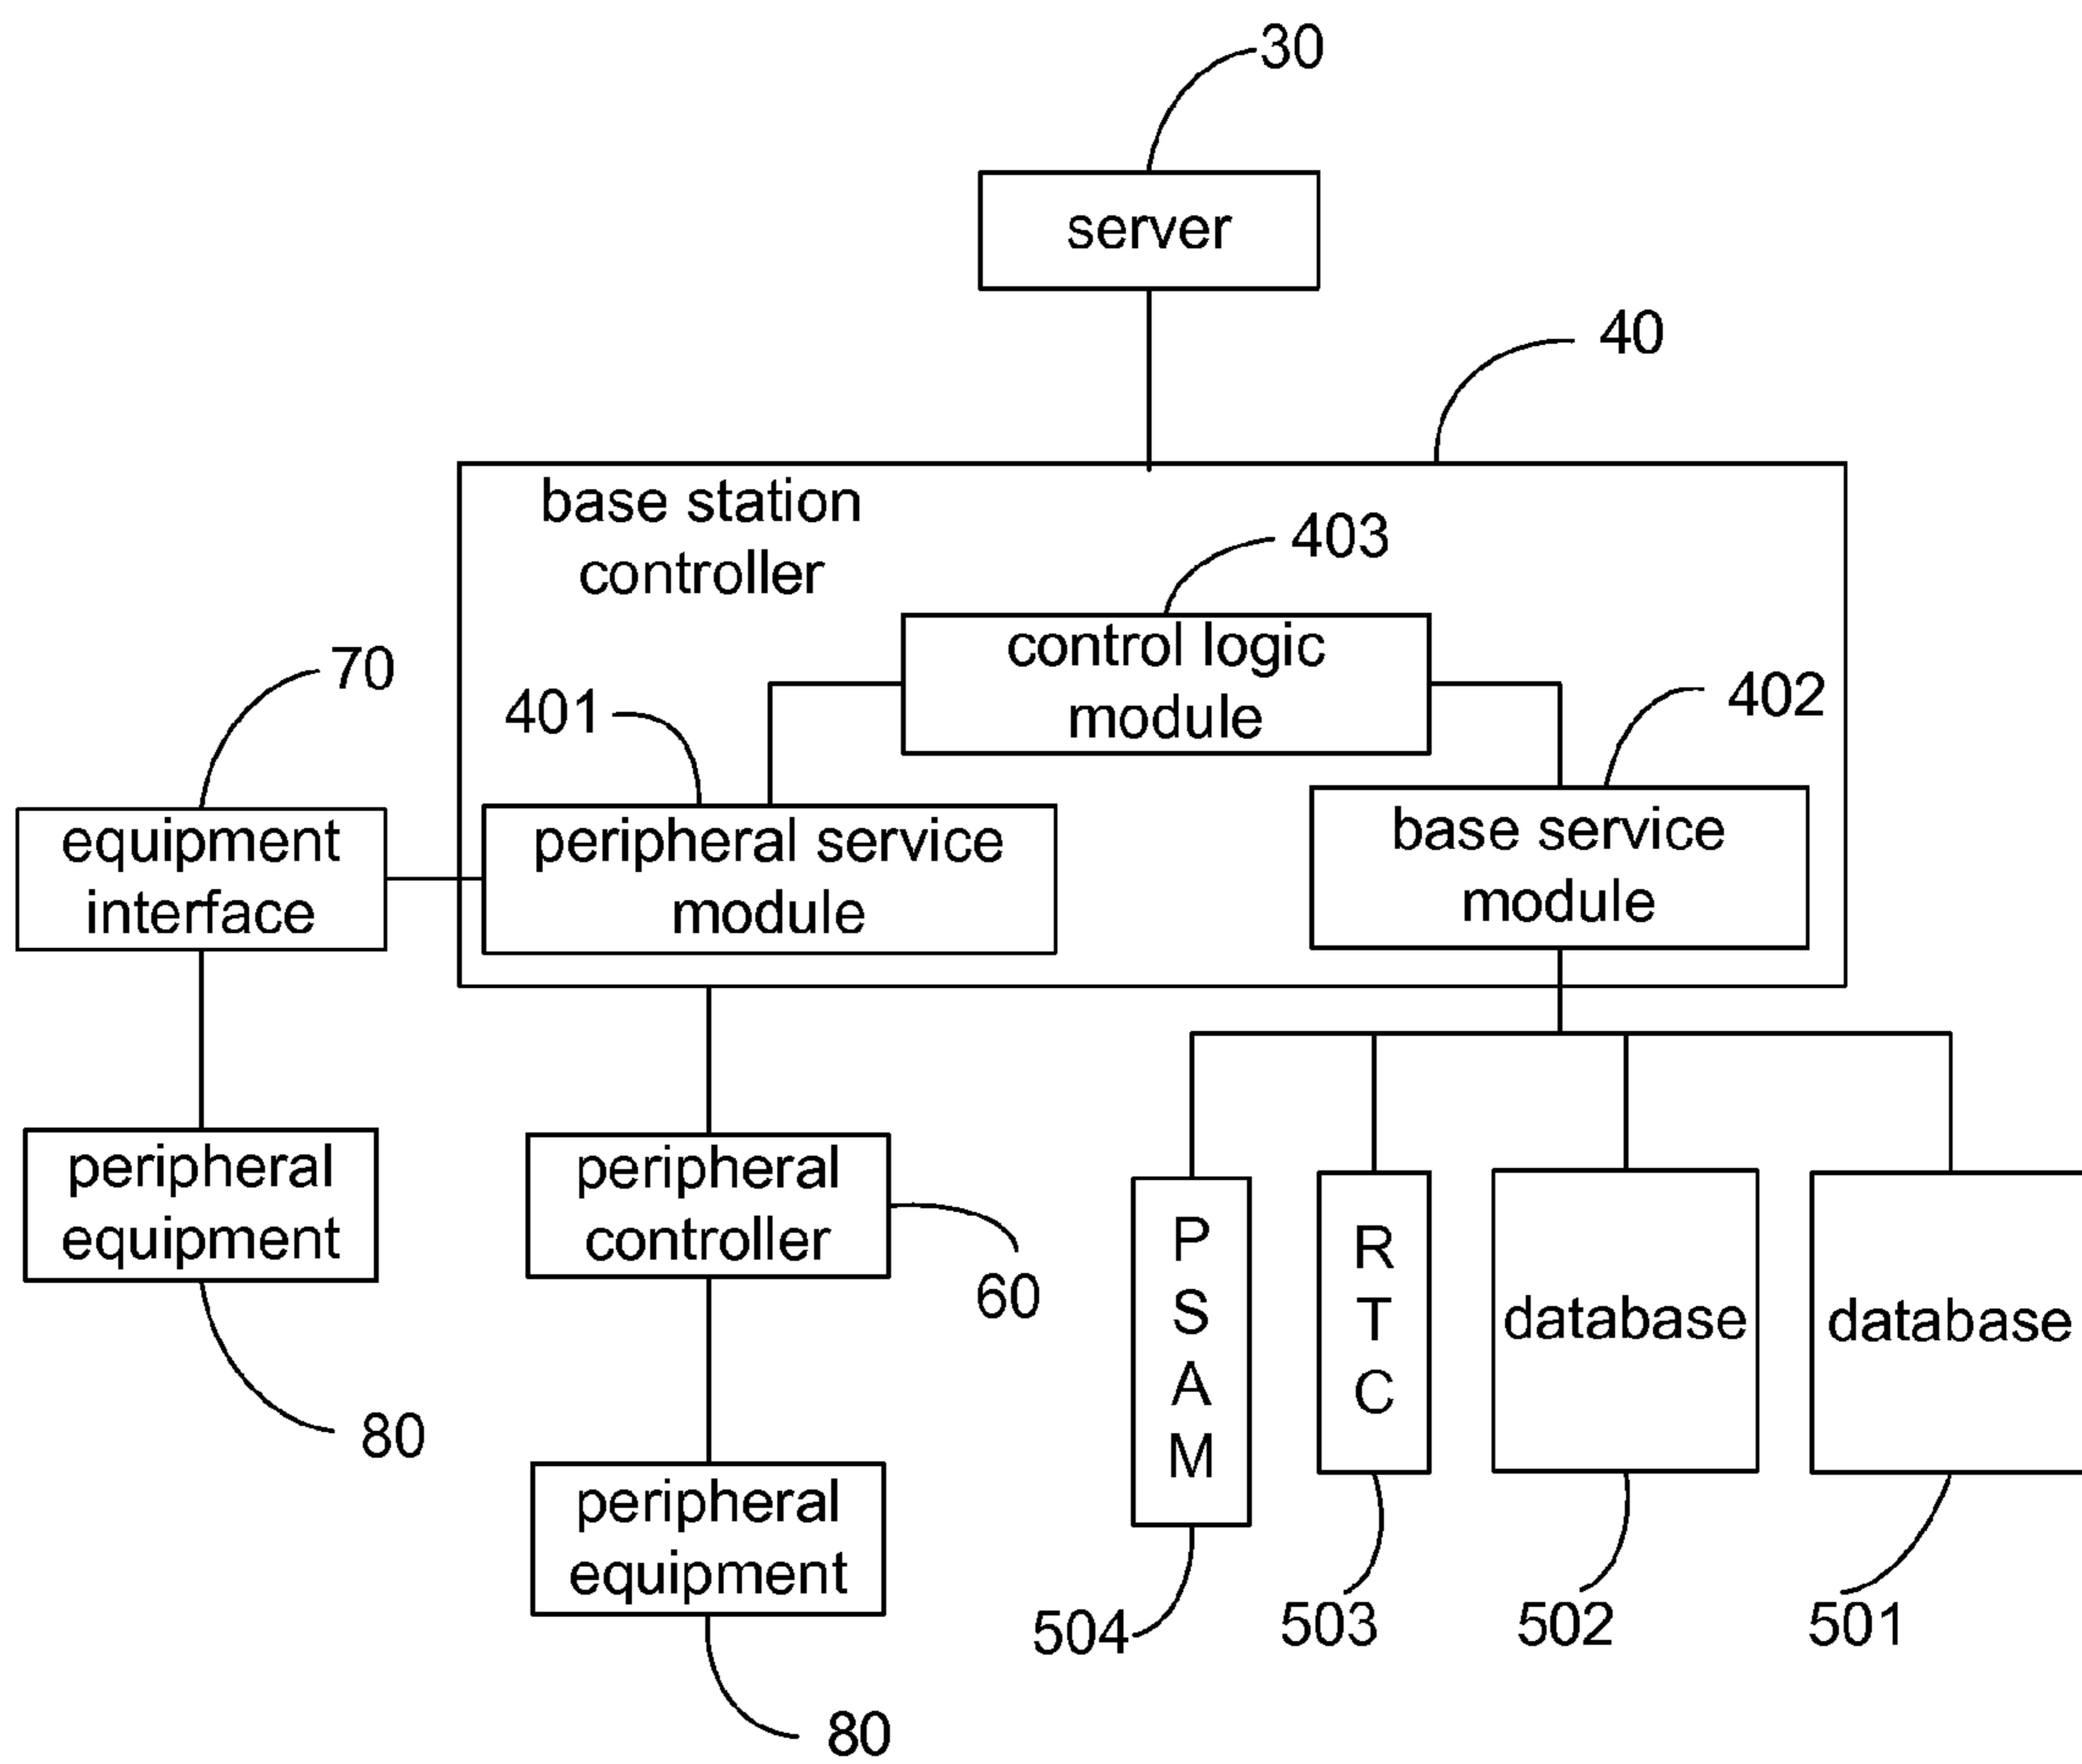 30
server
40
base station
controller
403
control logic
module
70
401
402
equipment
interface
peripheral service
module
base service
module
peripheral
equipment
peripheral
controller
60
P
S
A
M
R
T
C
database
database
80
peripheral
equipment
504
503
502
501
80